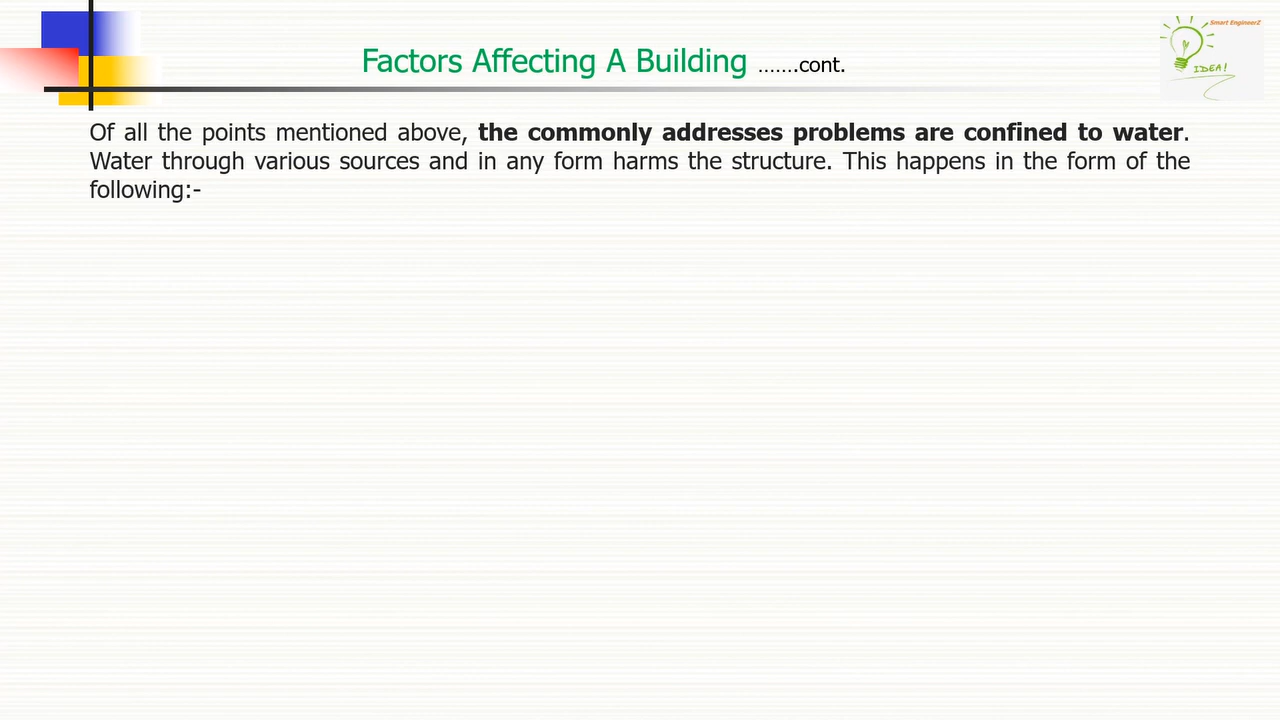 Smart EngineerZ
IDEA!
Factors Affecting A Building …….cont.
Of all the points mentioned above, the commonly addresses problems are confined to water.
Water through various sources and in any form harms the structure. This happens in the form of the
following:-